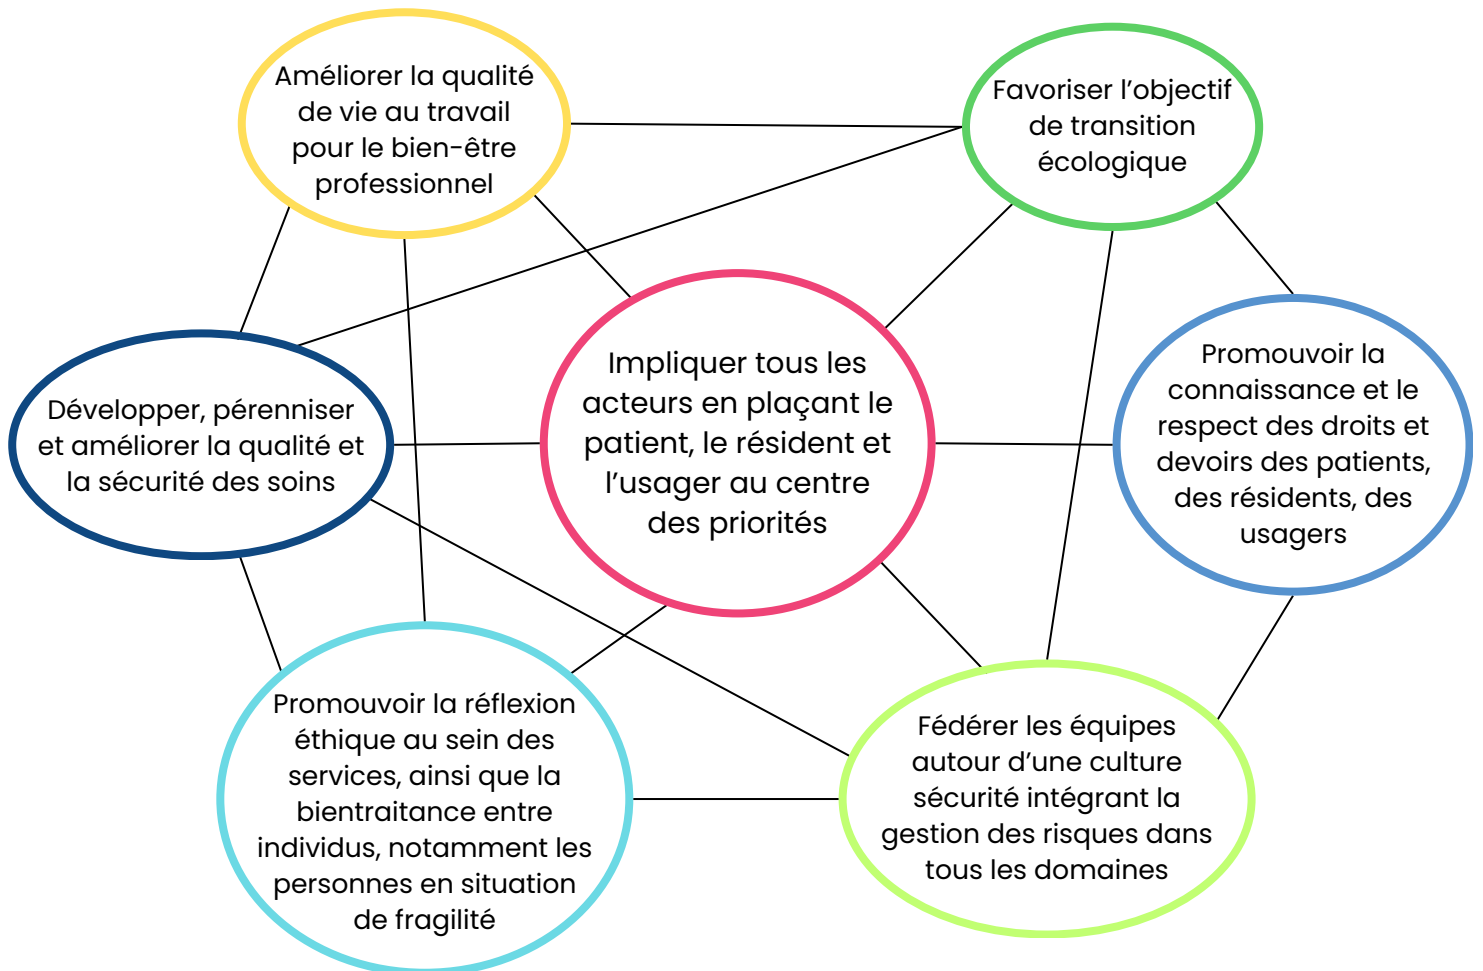 Améliorer la qualité
de vie au travail
pour le bien-être
professionnel
Favoriser l’objectif
de transition
écologique
Impliquer tous les
acteurs en plaçant le
patient, le résident et
l’usager au centre
des priorités
Promouvoir la
connaissance et le
respect des droits et
devoirs des patients,
des résidents, des
usagers
Développer, pérenniser
et améliorer la qualité et
la sécurité des soins
Promouvoir la réflexion
éthique au sein des
services, ainsi que la
bientraitance entre
individus, notamment les
personnes en situation
de fragilité
Fédérer les équipes
autour d’une culture
sécurité intégrant la
gestion des risques dans
tous les domaines